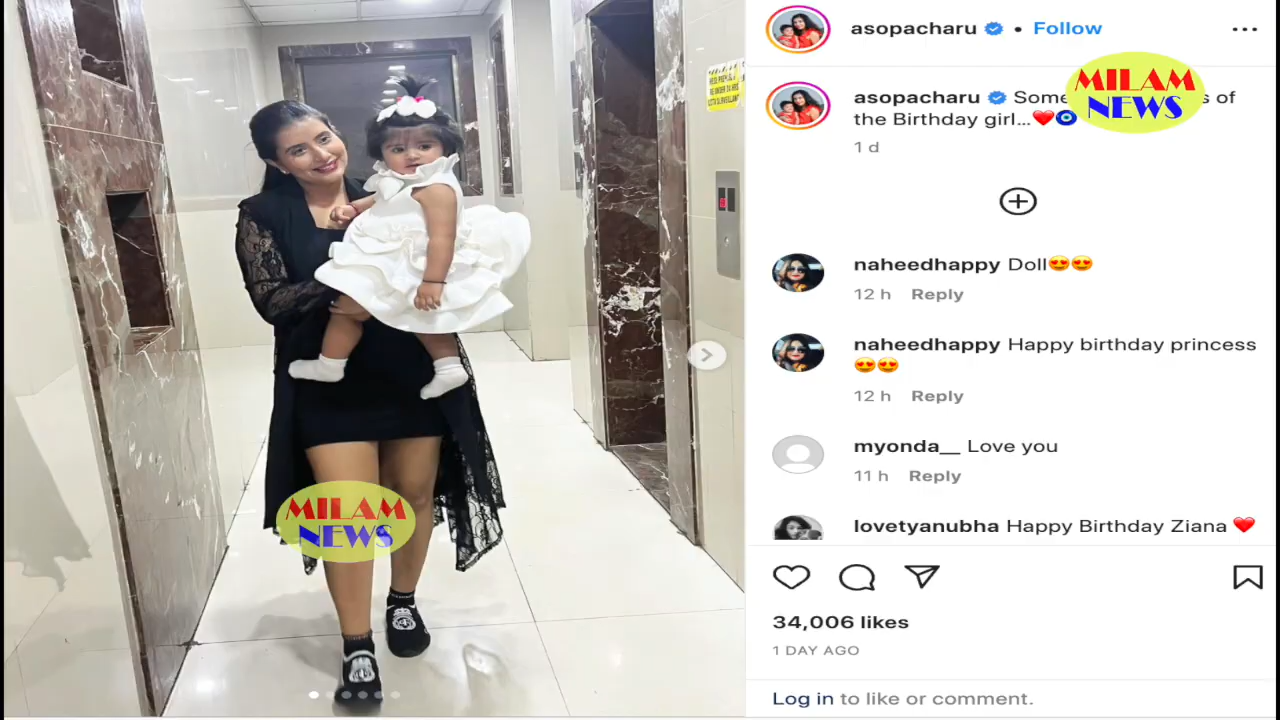 asopacharu • Follow
MILAM
NEWS
asopacharu Some s of
the Birthday girl...❤️🧿
1 d
naheedhappy Doll😍😍
12 h Reply
naheedhappy Happy birthday princess
😍😍
12 h Reply
myonda__ Love you
11 h Reply
lovetyanubha Happy Birthday Ziana ❤️
34,006 likes
1 DAY AGO
Log in to like or comment.
MILAM
NEWS